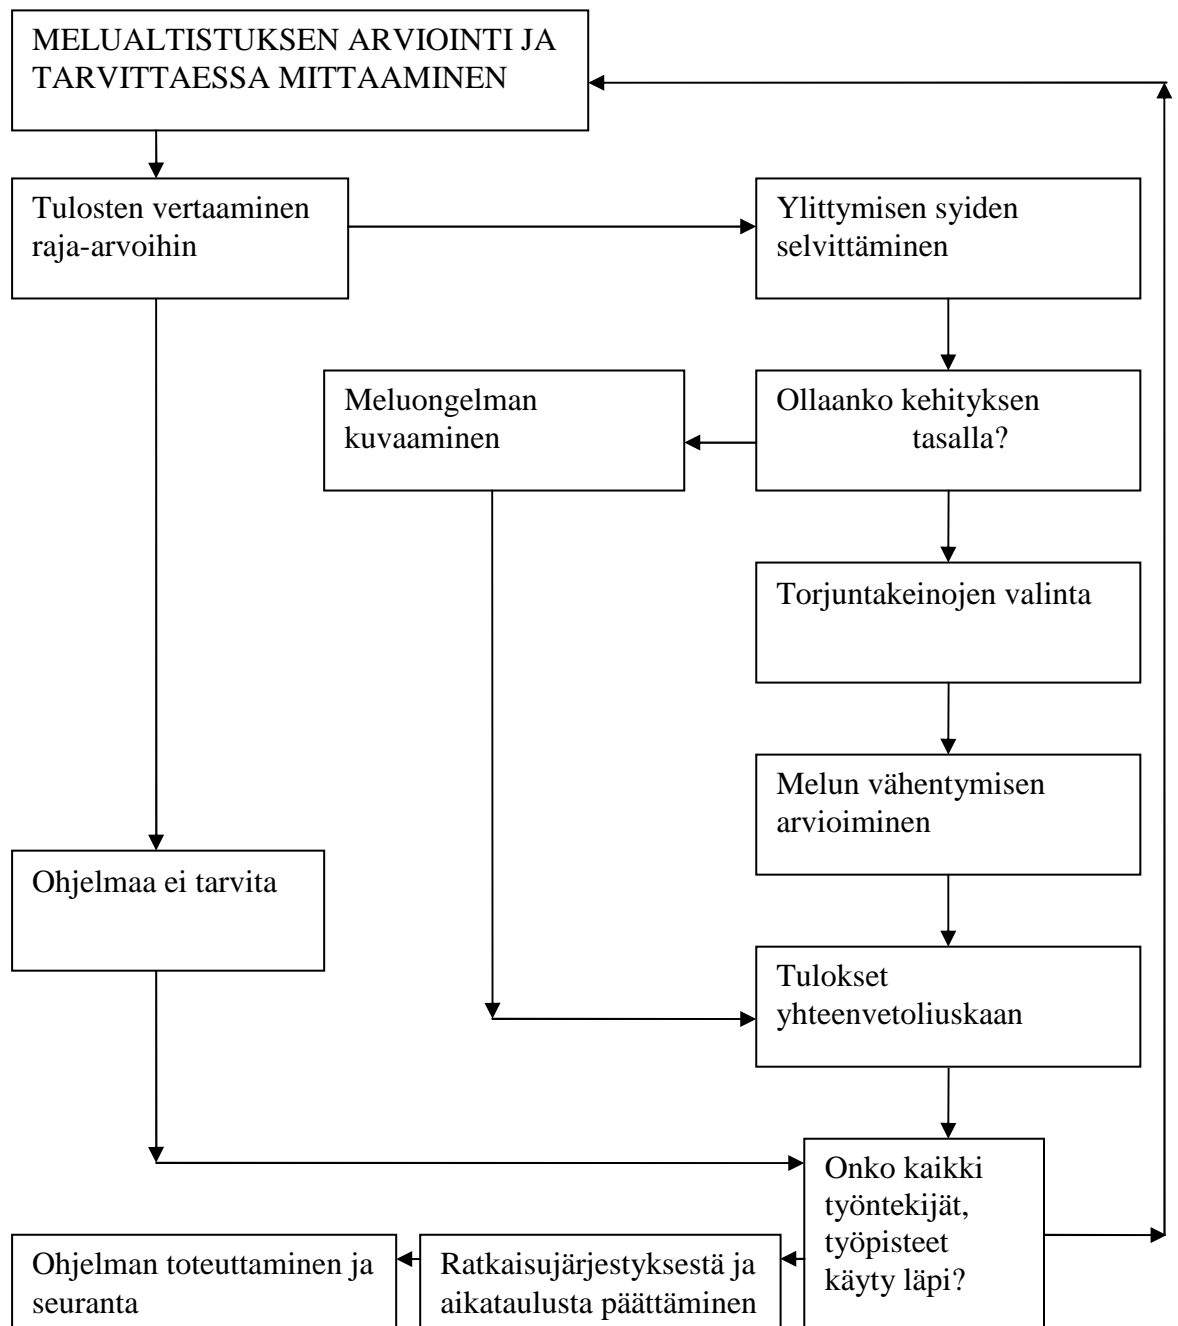 MELUALTISTUKSEN ARVIOINTI JA
TARVITTAESSA MITTAAMINEN
Tulosten vertaaminen
raja-arvoihin
Ylittymisen syiden
selvittäminen
Meluongelman
kuvaaminen
Ollaanko kehityksen
tasalla?
Torjuntakeinojen valinta
Melun vähentymisen
arvioiminen
Ohjelmaa ei tarvita
Tulokset
yhteenvetoliuskaan
Onko kaikki
työntekijät,
työpisteet
käyty läpi?
Ratkaisujärjestyksestä ja
aikataulusta päättäminen
Ohjelman toteuttaminen ja
seuranta